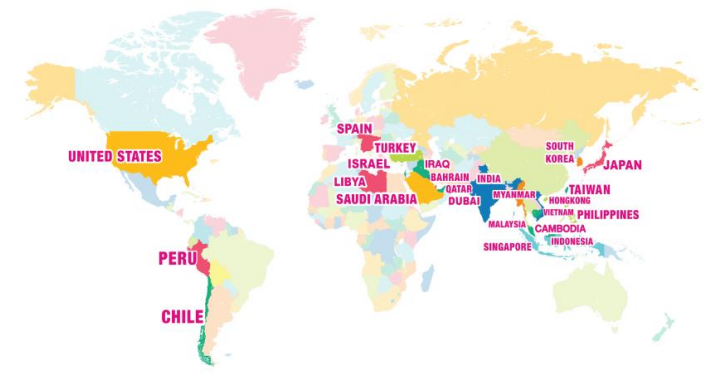 SPAIN
TURKEY
UNITED STATES
ISRAEL
IRAQ
SOUTH
KOREA
JAPAN
LIBYA
BAHRAIN
INDIA
QATAR
SAUDI ARABIA
DUBAI
MYANMAR
TAIWAN
HONGKONG
VIETNAM
PHILIPPINES
MALAYSIA
CAMBODIA
SINGAPORE
INDONESIA
PERU
CHILE